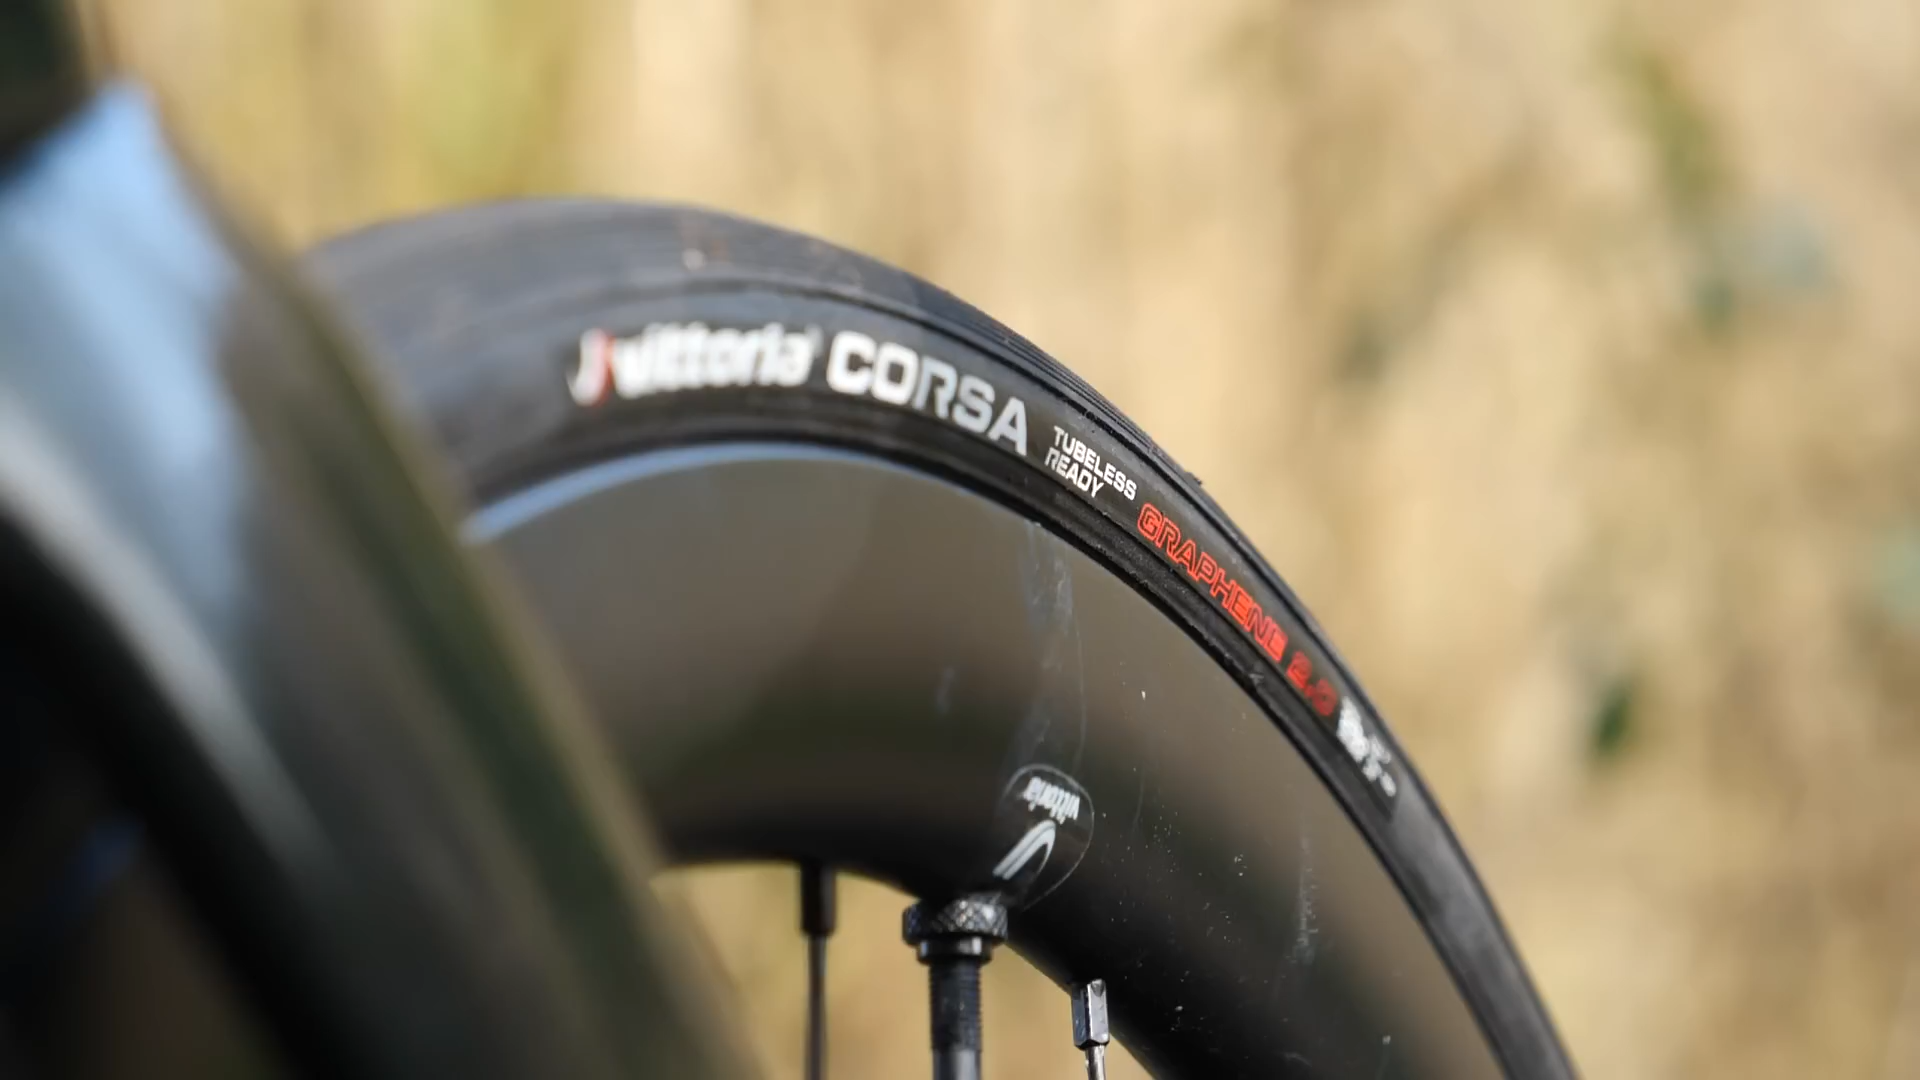 vittoria CORSA
TUBELESS
READY
GRAPHENE 2.0
vittoria